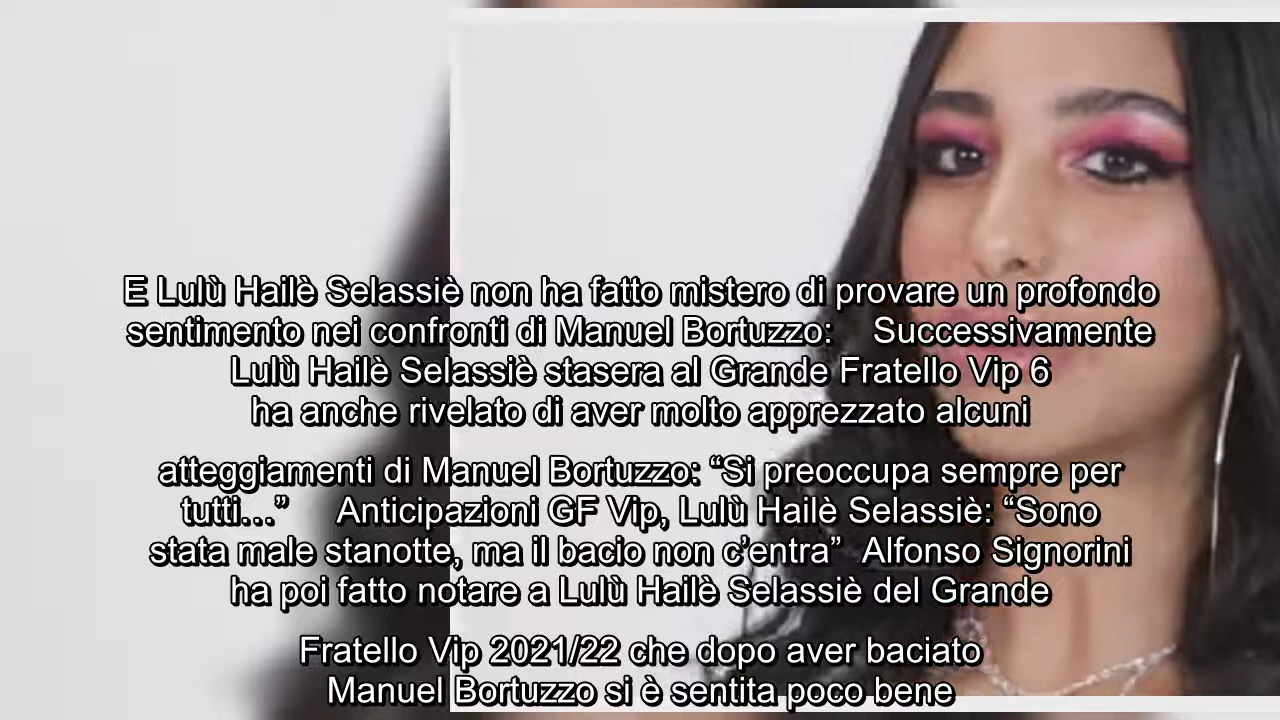 E Lulù Hailè Selassiè non ha fatto mistero di provare un profondo
sentimento nei confronti di Manuel Bortuzzo: Successivamente
Lulù Hailè Selassiè stasera al Grande Fratello Vip 6
ha anche rivelato di aver molto apprezzato alcuni
atteggiamenti di Manuel Bortuzzo: “Si preoccupa sempre per
tutti…” Anticipazioni GF Vip, Lulù Hailè Selassiè: “Sono
stata male stanotte, ma il bacio non c’entra” Alfonso Signorini
ha poi fatto notare a Lulù Hailè Selassiè del Grande
Fratello Vip 2021/22 che dopo aver baciato
Manuel Bortuzzo si è sentita poco bene